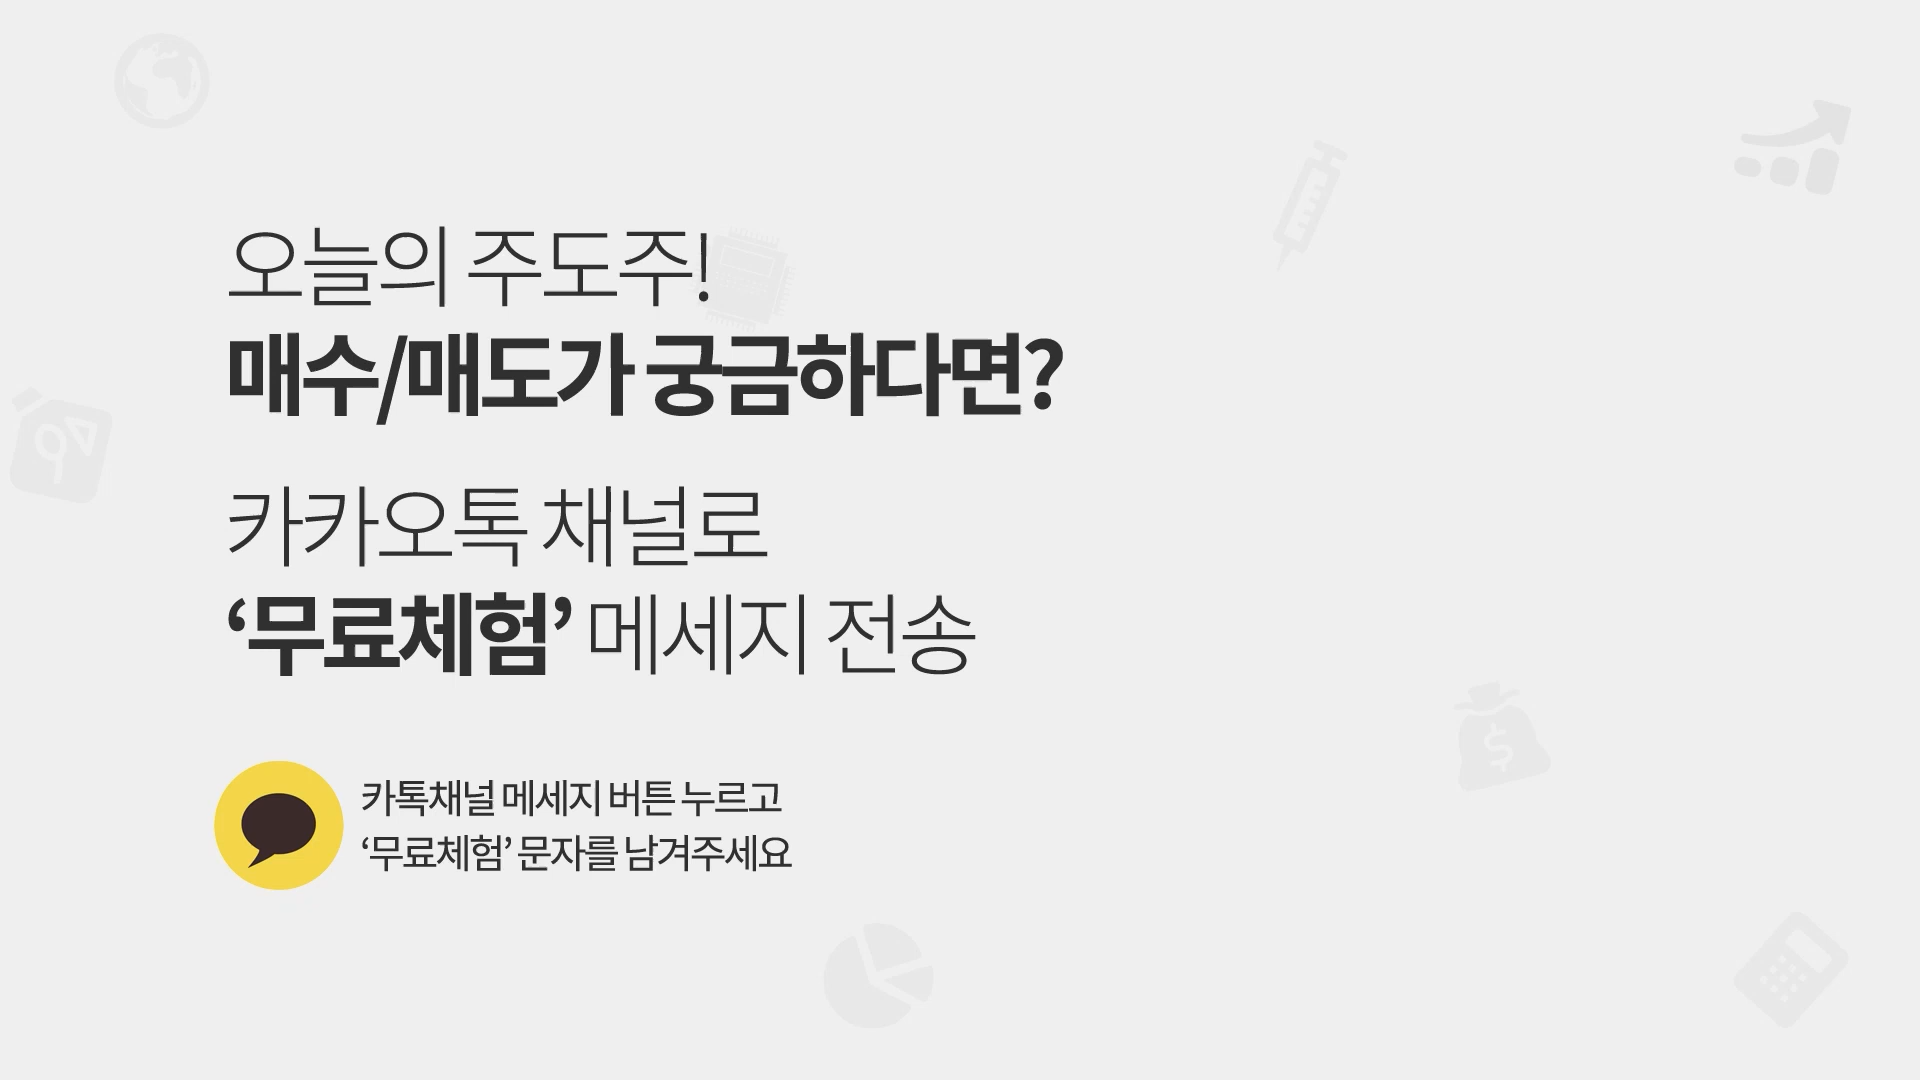 오늘의 주도주!
매수/매도가 궁금하다면?
카카오톡 채널로
‘무료체험’ 메세지 전송
카톡채널 메세지 버튼 누르고
‘무료체험’ 문자를 남겨주세요